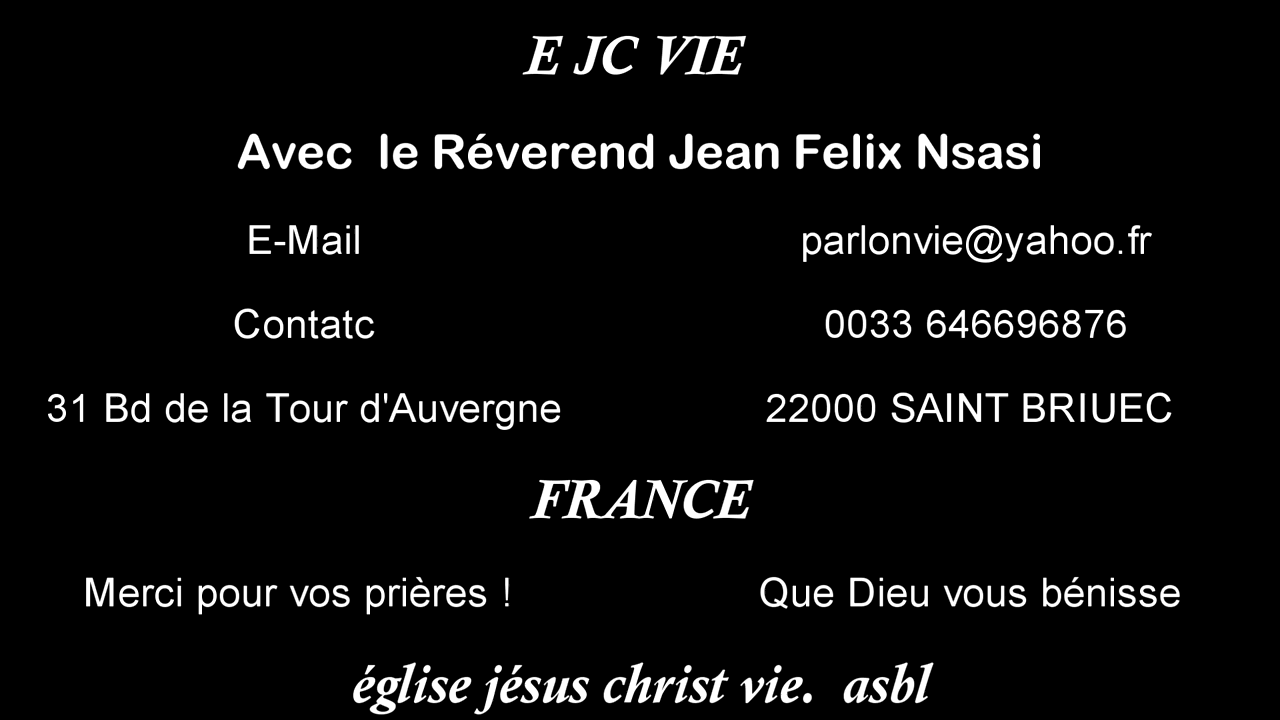 E JC VIE
Avec le Réverend Jean Felix Nsasi
E-Mail parlonvie@yahoo.fr
Contatc 0033 646696876
31 Bd de la Tour d'Auvergne 22000 SAINT BRIUEC
FRANCE
Merci pour vos prières ! Que Dieu vous bénisse
église jésus christ vie. asbl